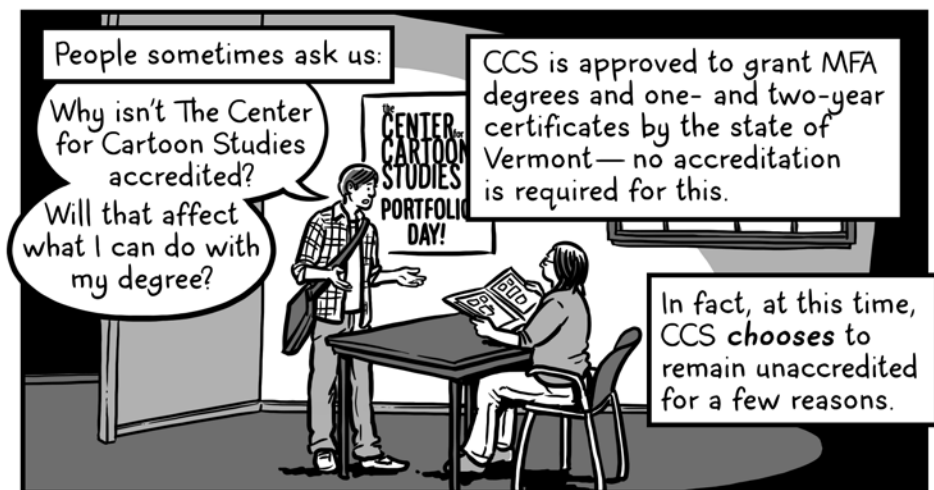 People sometimes ask us:
Why isn't The Center
for Cartoon Studies
accredited?
Will that affect
what I can do with
my degree?
the
CENTER for
CARTOON
STUDIES
PORTFOLIO
DAY!
CCS is approved to grant MFA
degrees and one- and two-year
certificates by the state of
Vermont— no accreditation
is required for this.
In fact, at this time,
CCS chooses to
remain unaccredited
for a few reasons.